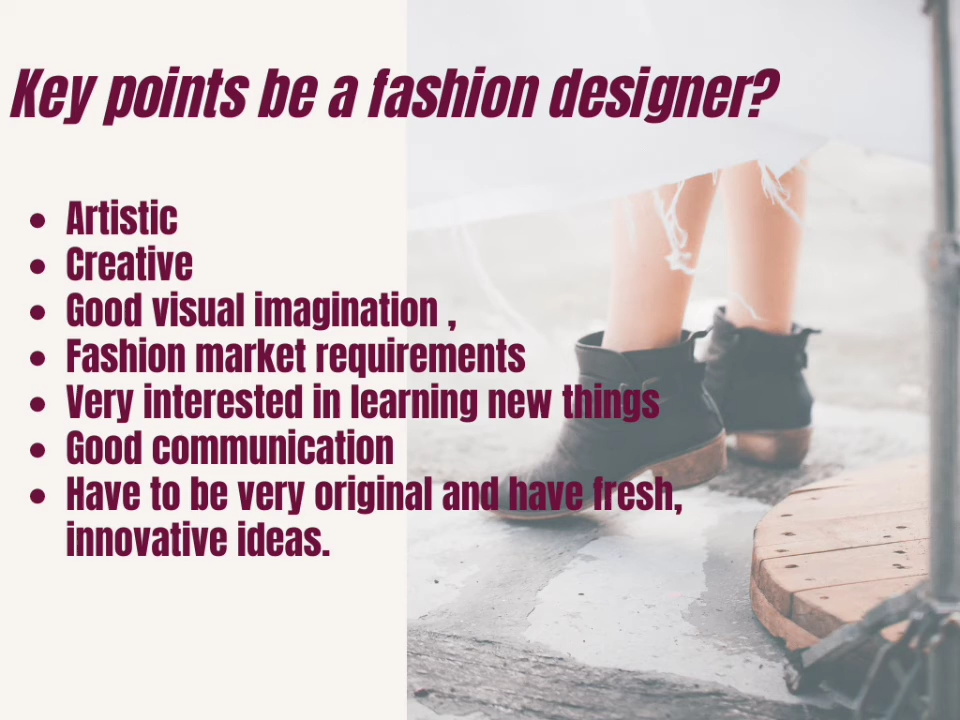 Key points be a fashion designer?
• Artistic
• Creative
• Good visual imagination ,
• Fashion market requirements
• Very interested in learning new things
• Good communication
• Have to be very original and have fresh,
innovative ideas.